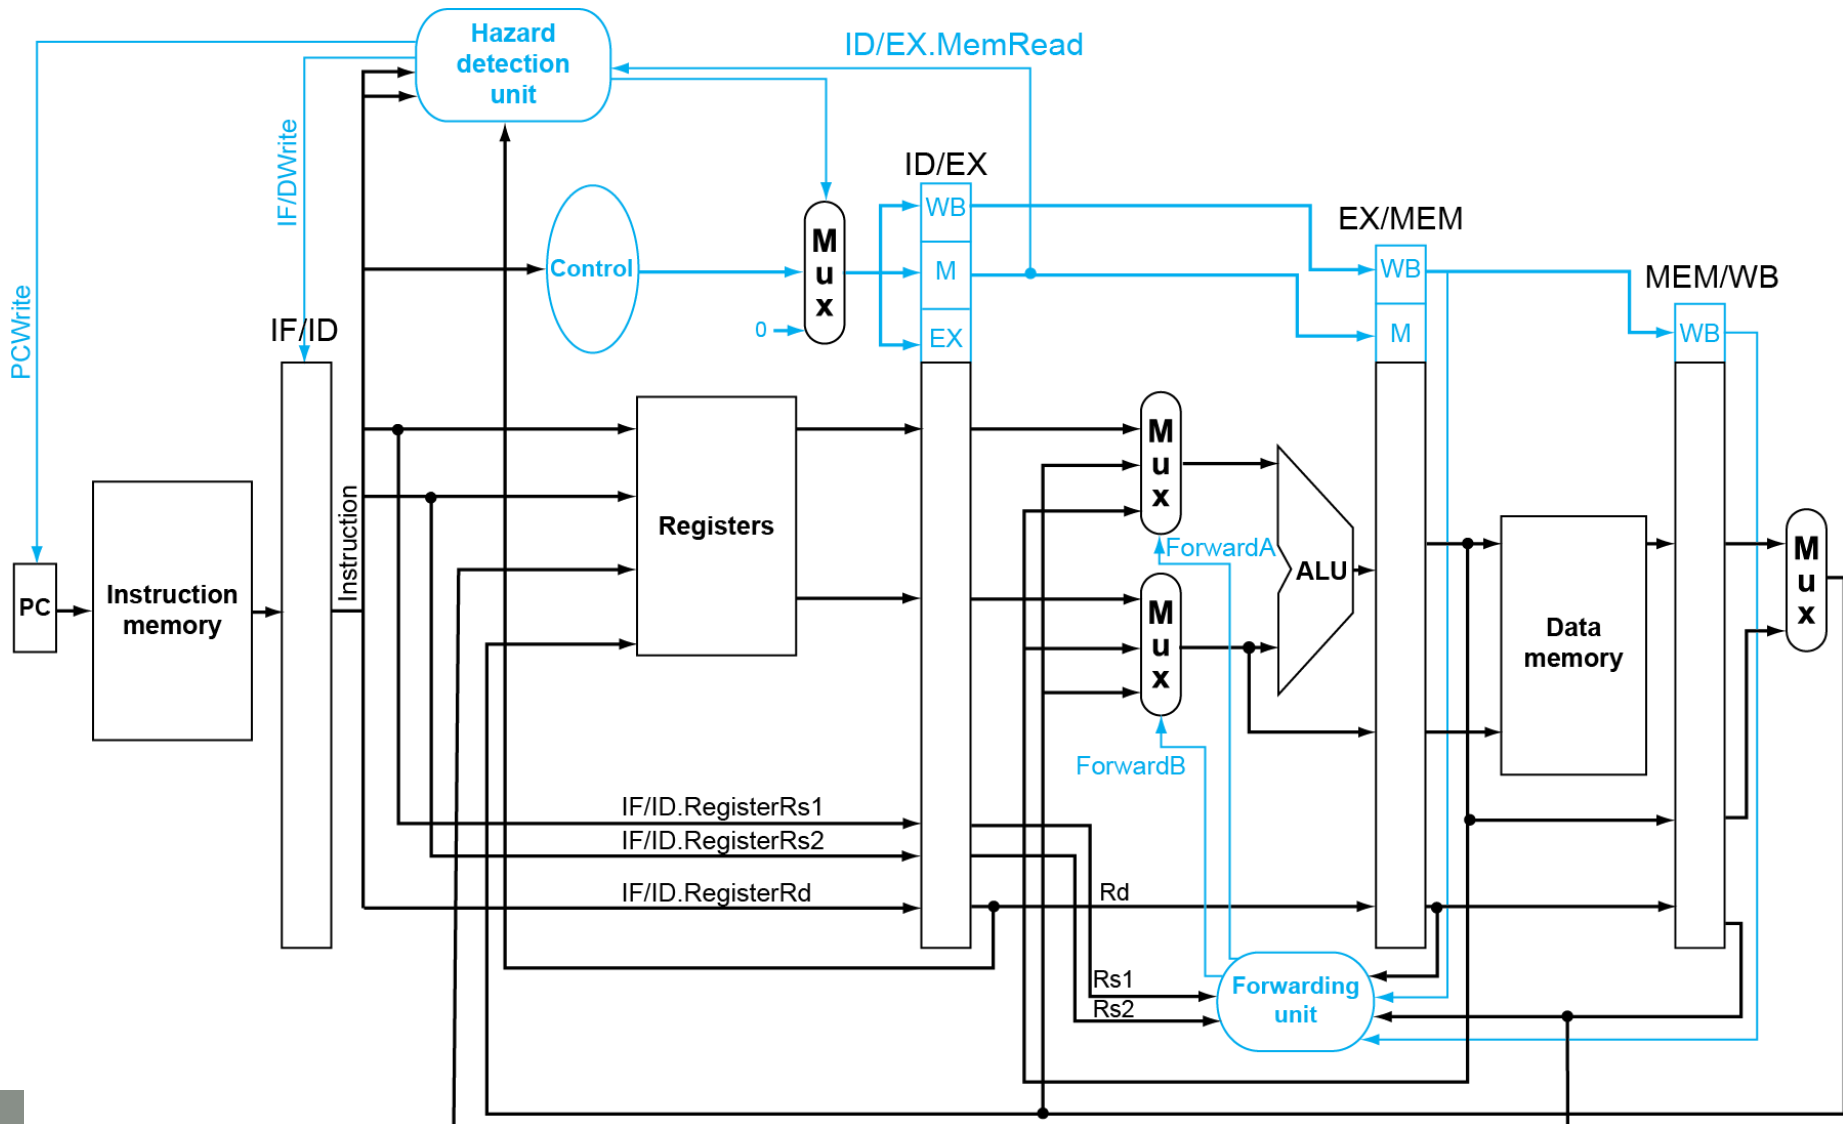 Hazard
detection
unit
ID/EX.MemRead
IF/DWrite
PCWrite
ID/EX
WB
M
EX
Control
0
M
u
x
EX/MEM
WB
M
MEM/WB
WB
IF/ID
PC
Instruction
memory
Instruction
Registers
M
u
x
ForwardA
M
u
x
ForwardB
ALU
Data
memory
M
u
x
IF/ID.RegisterRs1
IF/ID.RegisterRs2
IF/ID.RegisterRd
Rd
Rs1
Rs2
Forwarding
unit